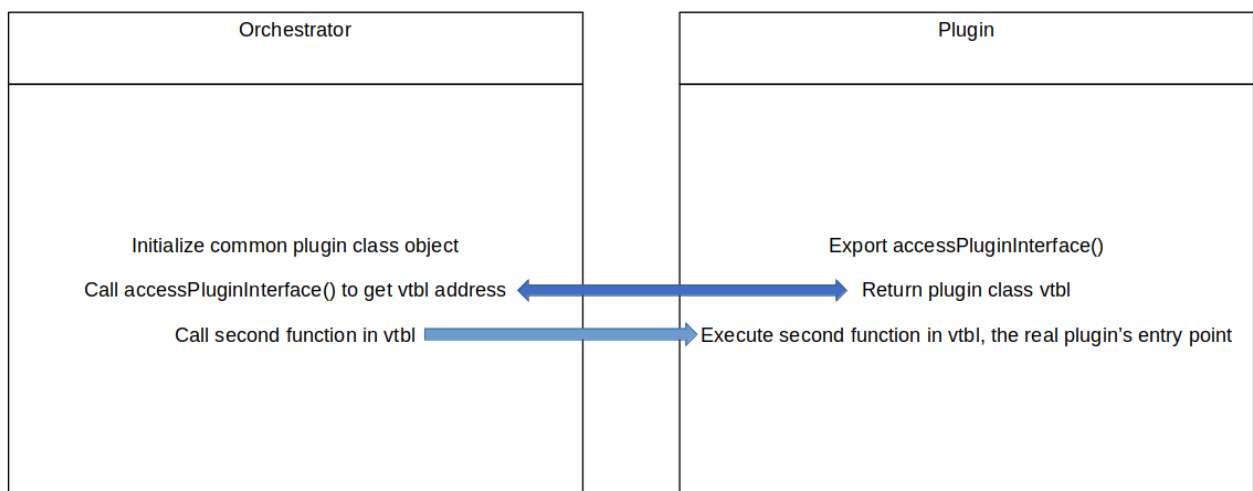 Orchestrator
Plugin
Initialize common plugin class object
Export accessPluginInterface()
Call accessPluginInterface() to get vtbl address
Return plugin class vtbl
Call second function in vtbl
Execute second function in vtbl, the real plugin’s entry point